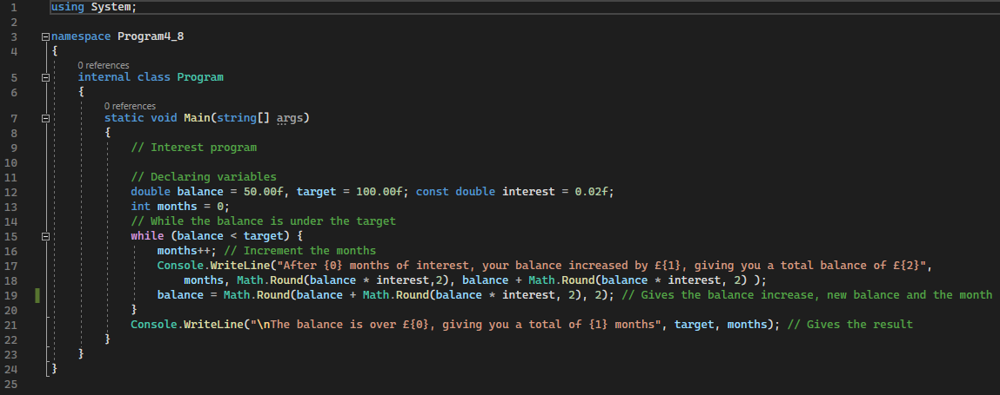 1 using System;
2
3 namespace Program4_8
4 {
0 references
5 internal class Program
6 {
0 references
7 static void Main(string[] args)
8 {
9 // Interest program
10
11 // Declaring variables
12 double balance = 50.00f, target = 100.00f; const double interest = 0.02f;
13 int months = 0;
14 // While the balance is under the target
15 while (balance < target) {
16 months++; // Increment the months
17 Console.WriteLine("After {0} months of interest, your balance increased by £{1}, giving you a total balance of £{2}",
18 months, Math.Round(balance * interest,2), balance + Math.Round(balance * interest, 2) );
19 balance = Math.Round(balance + Math.Round(balance * interest, 2), 2); // Gives the balance increase, new balance and the month
20 }
21 Console.WriteLine("\nThe balance is over £{0}, giving you a total of {1} months", target, months); // Gives the result
22 }
23 }
24 }
25